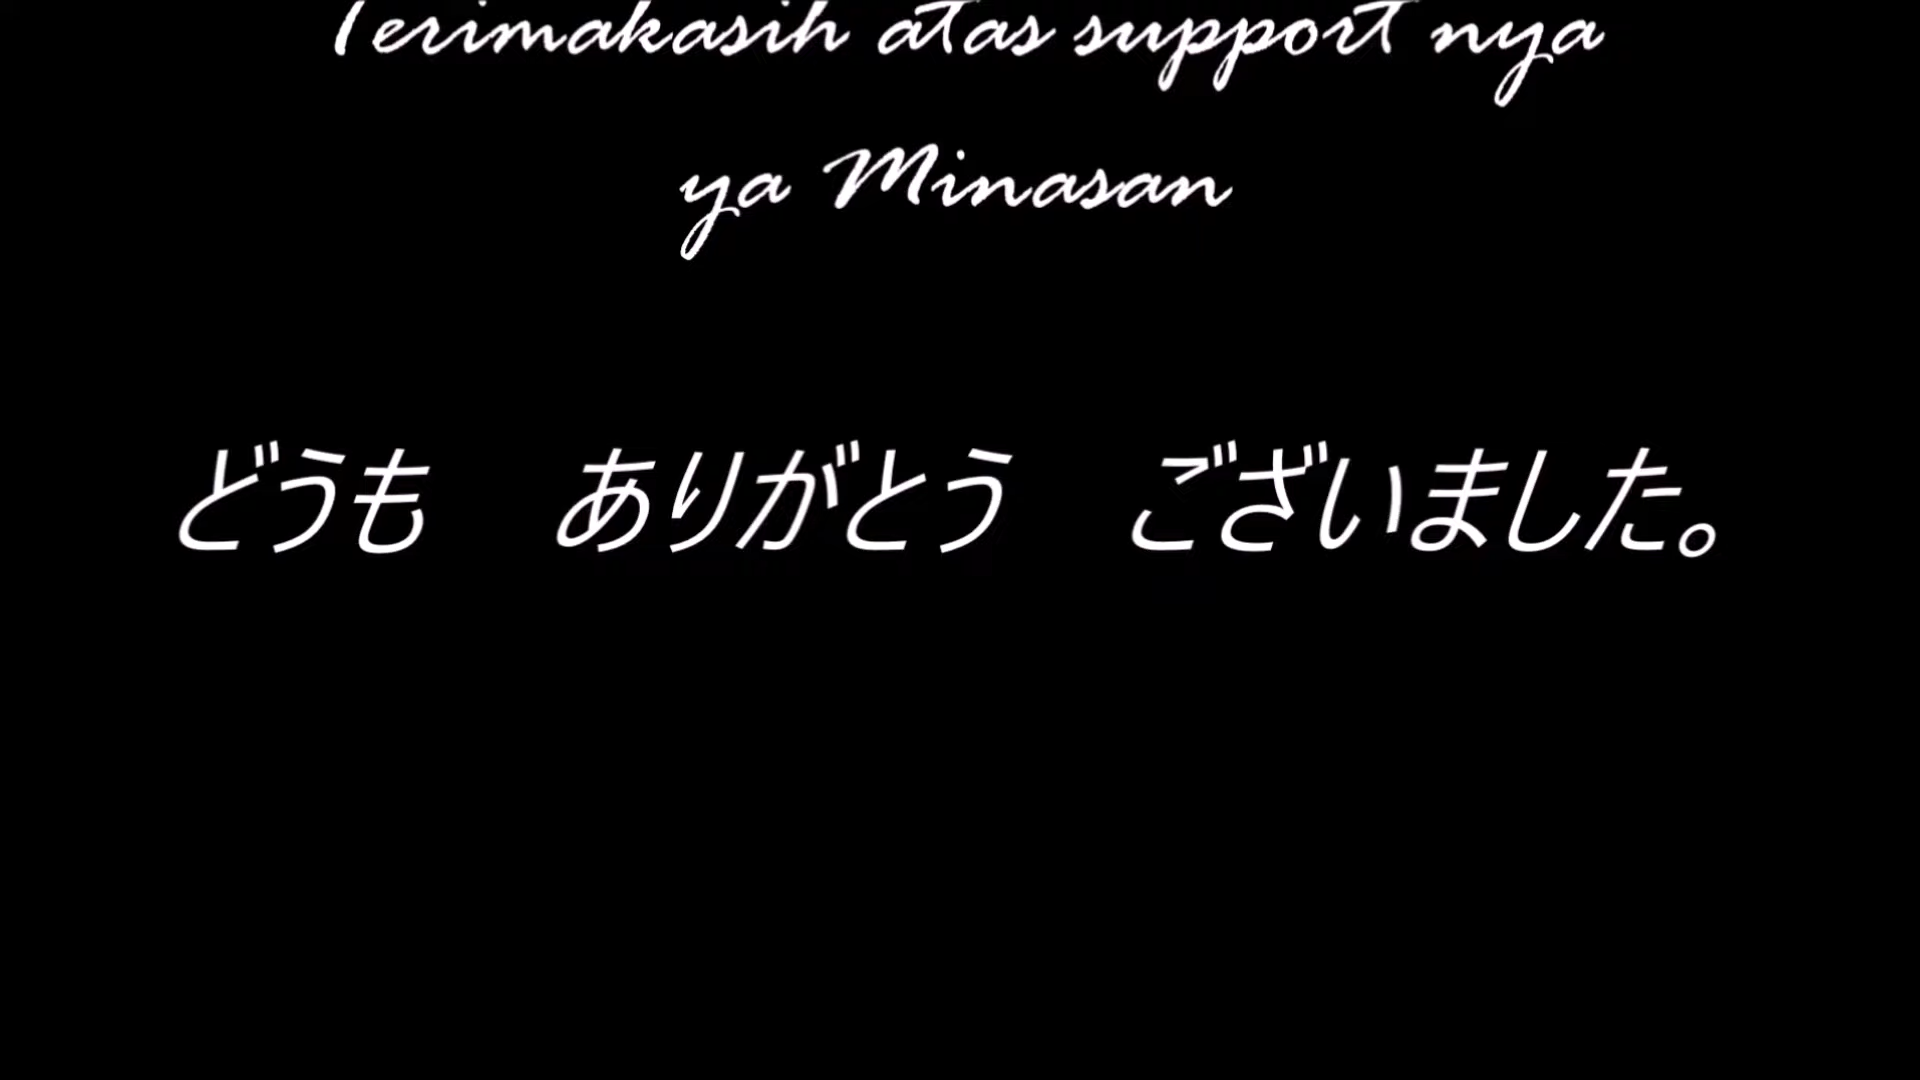 Terimakasih atas support nya
ya Minasan
どうも　ありがとう　ございました。